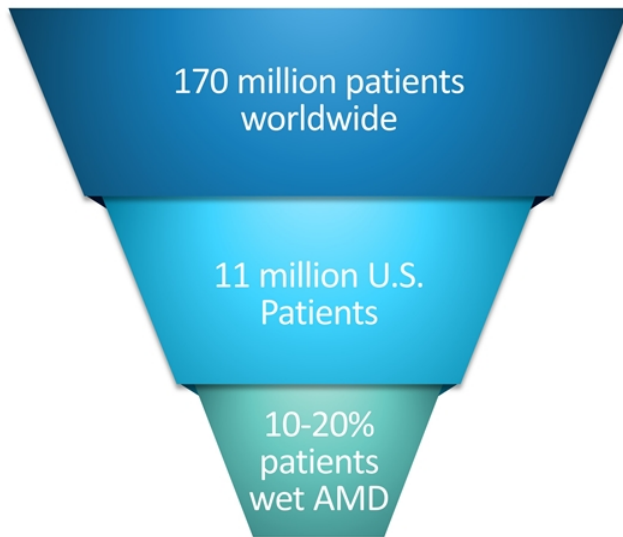 170 million patients
worldwide
11 million U.S.
Patients
10-20%
patients
wet AMD